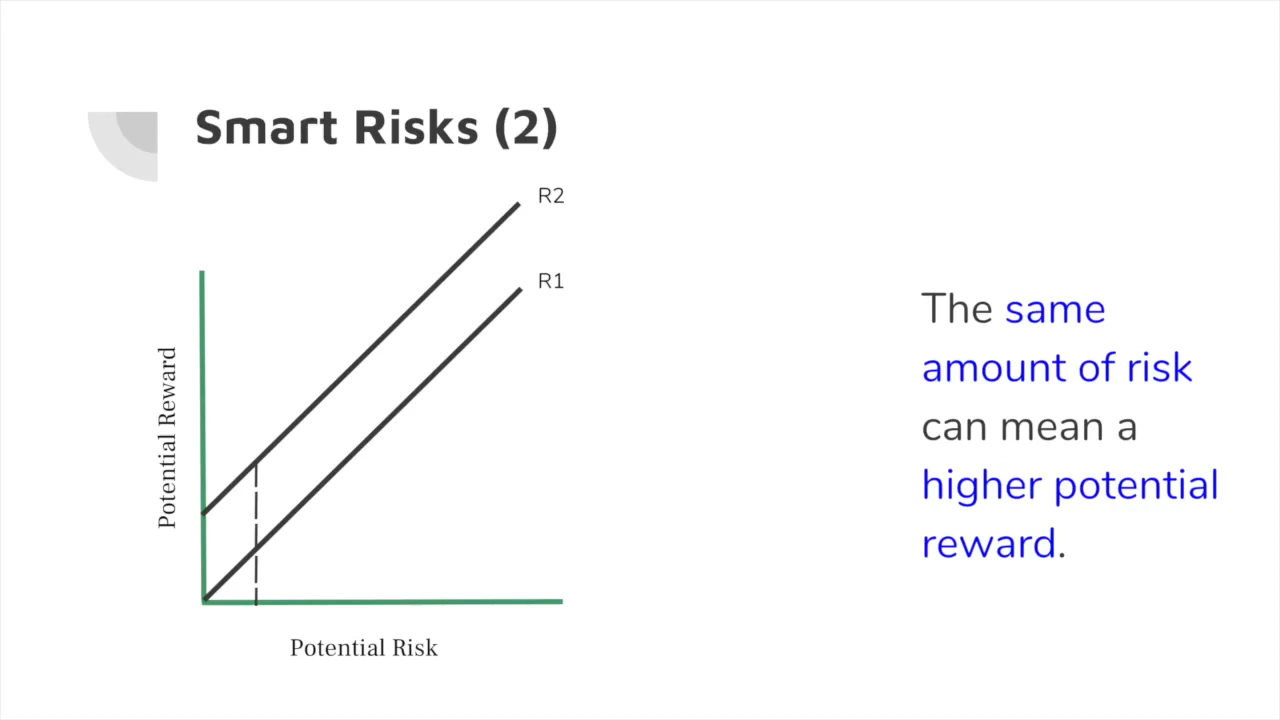 Smart Risks (2)
R2
R1
Potential Reward
Potential Risk
The same
amount of risk
can mean a
higher potential
reward.